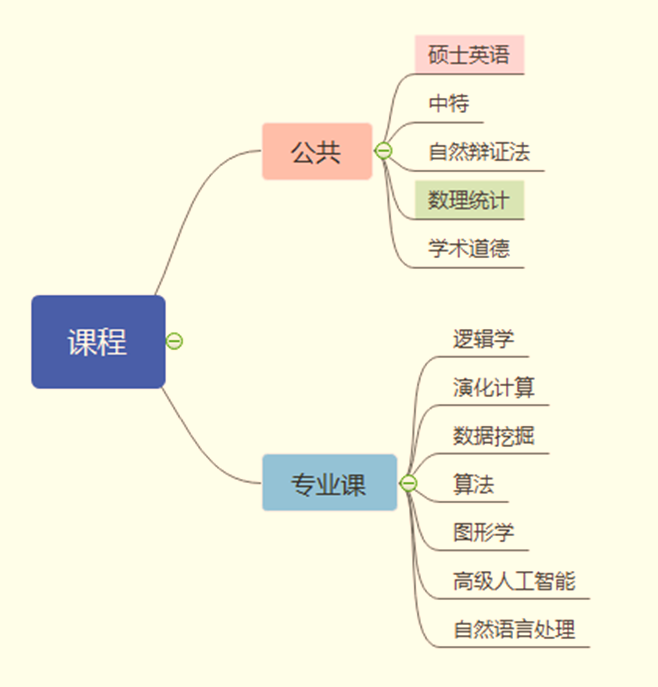 课程
公共
硕士英语
中特
自然辩证法
数理统计
学术道德
专业课
逻辑学
演化计算
数据挖掘
算法
图形学
高级人工智能
自然语言处理